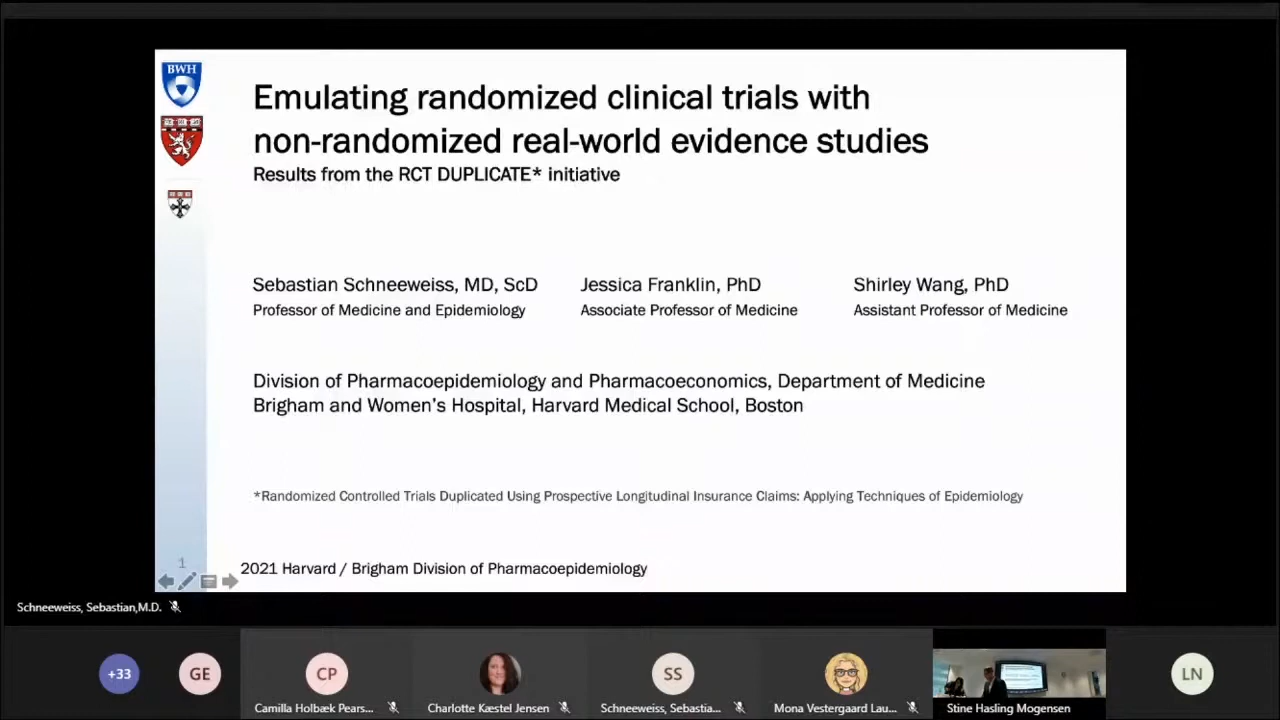 BWH
Emulating randomized clinical trials with
non-randomized real-world evidence studies
Results from the RCT DUPLICATE* initiative
Sebastian Schneeweiss, MD, ScD
Professor of Medicine and Epidemiology
Jessica Franklin, PhD
Associate Professor of Medicine
Shirley Wang, PhD
Assistant Professor of Medicine
Division of Pharmacoepidemiology and Pharmacoeconomics, Department of Medicine
Brigham and Women's Hospital, Harvard Medical School, Boston
*Randomized Controlled Trials Duplicated Using Prospective Longitudinal Insurance Claims: Applying Techniques of Epidemiology
1
2021 Harvard / Brigham Division of Pharmacoepidemiology
Schneeweiss, Sebastian,M.D.
+33
GE
CP
Camilla Holbæk Pears...
Charlotte Kæstel Jensen
SS
Schneeweiss, Sebastia...
Mona Vestergaard Lau...
Stine Hasling Mogensen
LN